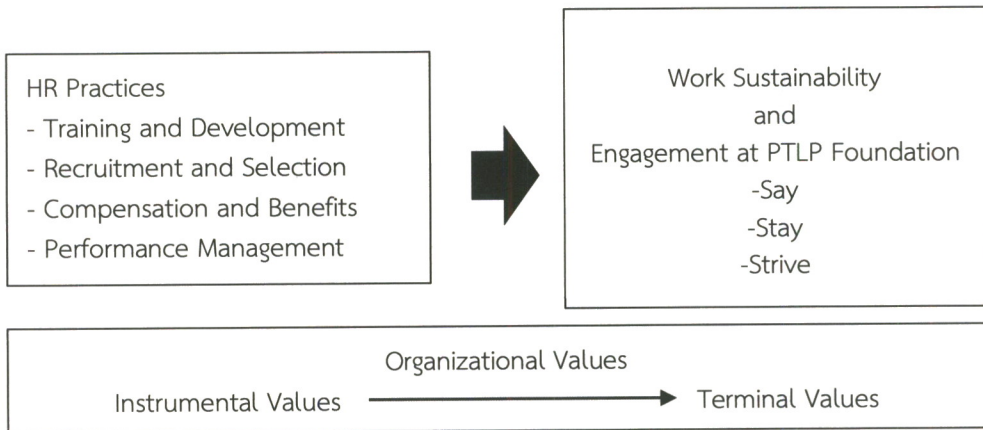 HR Practices
- Training and Development
- Recruitment and Selection
- Compensation and Benefits
- Performance Management
Work Sustainability
and
Engagement at PTLP Foundation
-Say
-Stay
-Strive
Organizational Values
Instrumental Values
Terminal Values